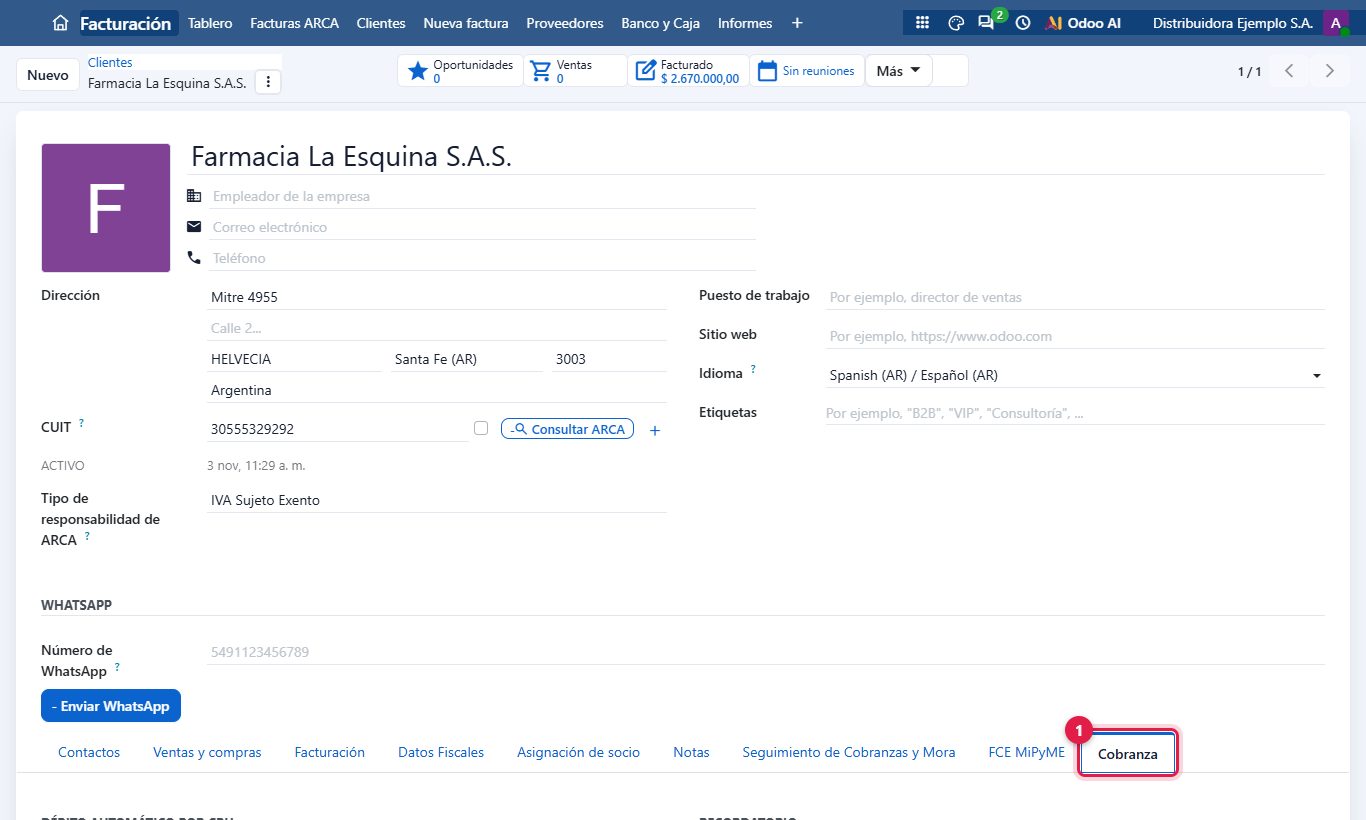 Facturación Tablero Facturas ARCA Clientes Nueva factura Proveedores Banco y Caja Informes + 2 Odoo AI Distribuidora Ejemplo S.A. A
Nuevo
Clientes
Farmacia La Esquina S.A.S.
Oportunidades
0
Ventas
0
Facturado
$ 2.670.000,00
Sin reuniones
Más
1 / 1
F
Farmacia La Esquina S.A.S.
Empleador de la empresa
Correo electrónico
Teléfono
Dirección
Mitre 4955
Calle 2...
HELVECIA Santa Fe (AR) 3003
Argentina
CUIT ? 30555329292 - Consultar ARCA +
ACTIVO 3 nov, 11:29 a. m.
Tipo de
responsabilidad de
ARCA ?
IVA Sujeto Exento
Puesto de trabajo Por ejemplo, director de ventas
Sitio web Por ejemplo, https://www.odoo.com
Idioma ? Spanish (AR) / Español (AR)
Etiquetas Por ejemplo, "B2B", "VIP", "Consultoría", ...
WHATSAPP
Número de
WhatsApp ?
5491123456789
- Enviar WhatsApp
Contactos Ventas y compras Facturación Datos Fiscales Asignación de socio Notas Seguimiento de Cobranzas y Mora FCE MiPyME 1 Cobranza
DÉBITO AUTOMÁTICO POR CBU RECORDATORIO